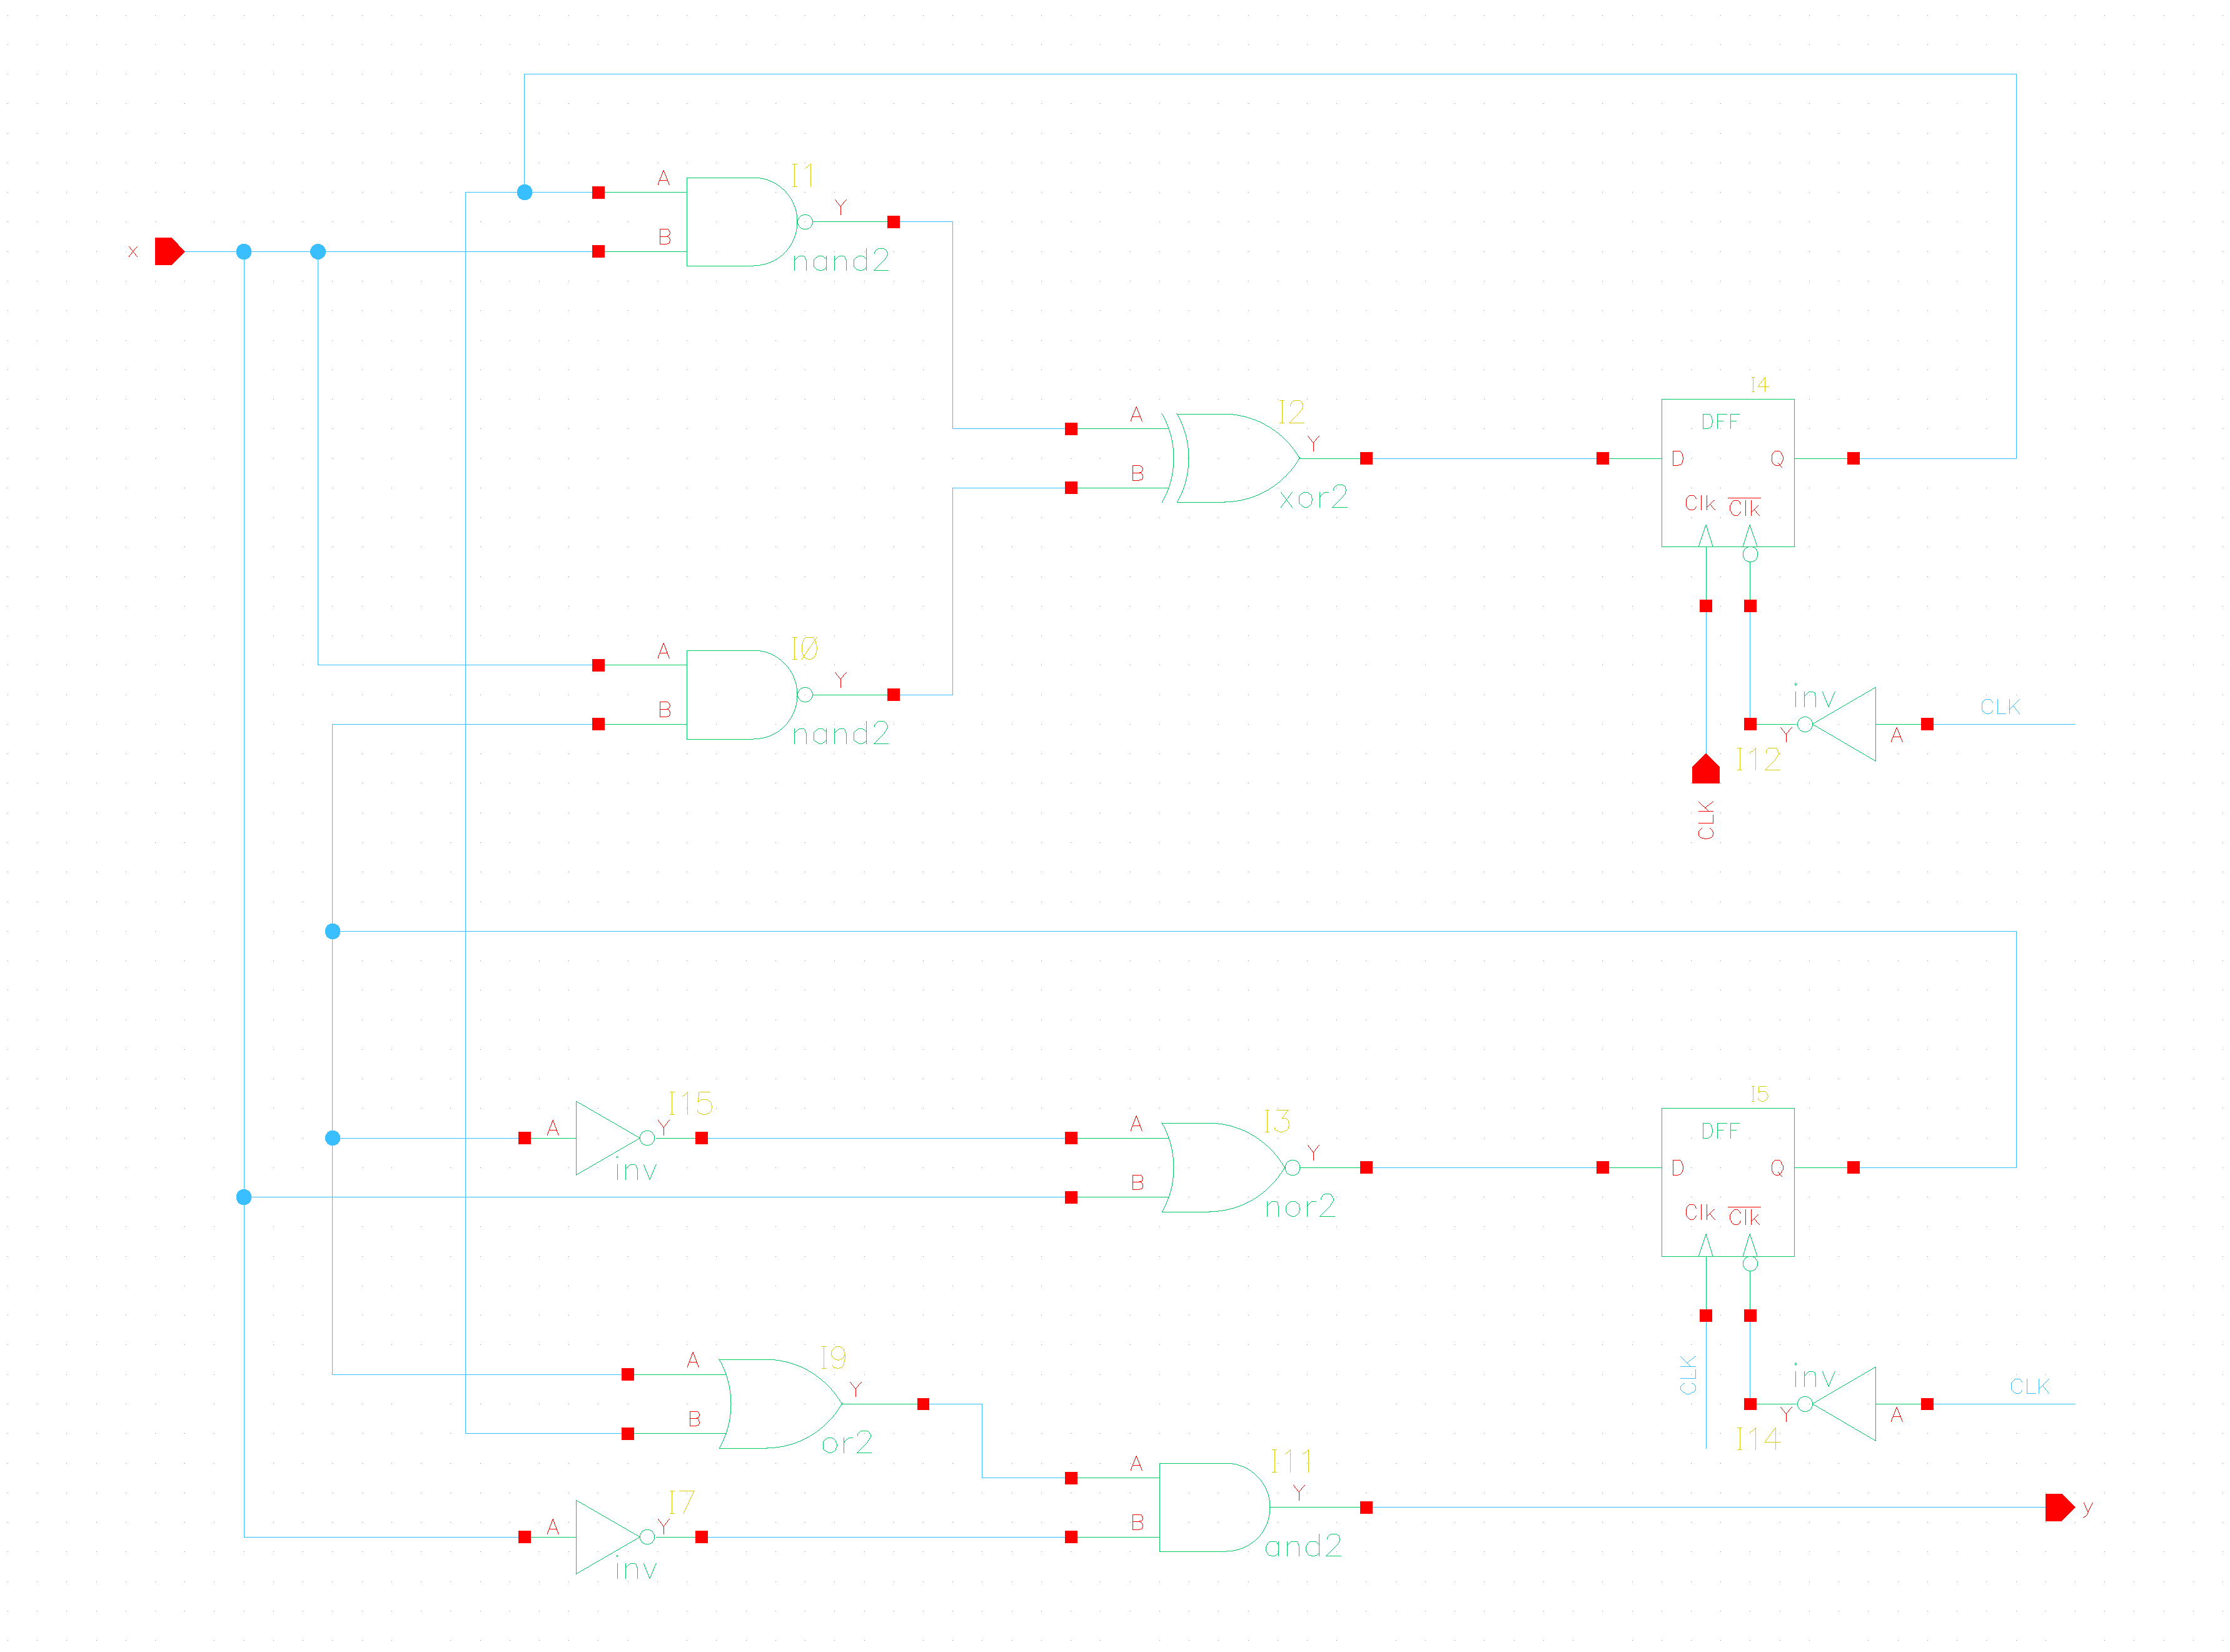 I1
A
Y
x
B
nand2
I4
I2
DFF
A
Y
D
Q
B
xor2
Clk
Clk
I0
A
Y
B
nand2
inv
CLK
Y
A
I12
CLK
I15
A
Y
inv
I3
A
Y
B
nor2
I5
DFF
D
Q
Clk
Clk
I9
A
Y
B
or2
CLK
inv
CLK
Y
A
I14
I11
A
Y
B
and2
I7
A
Y
inv
y